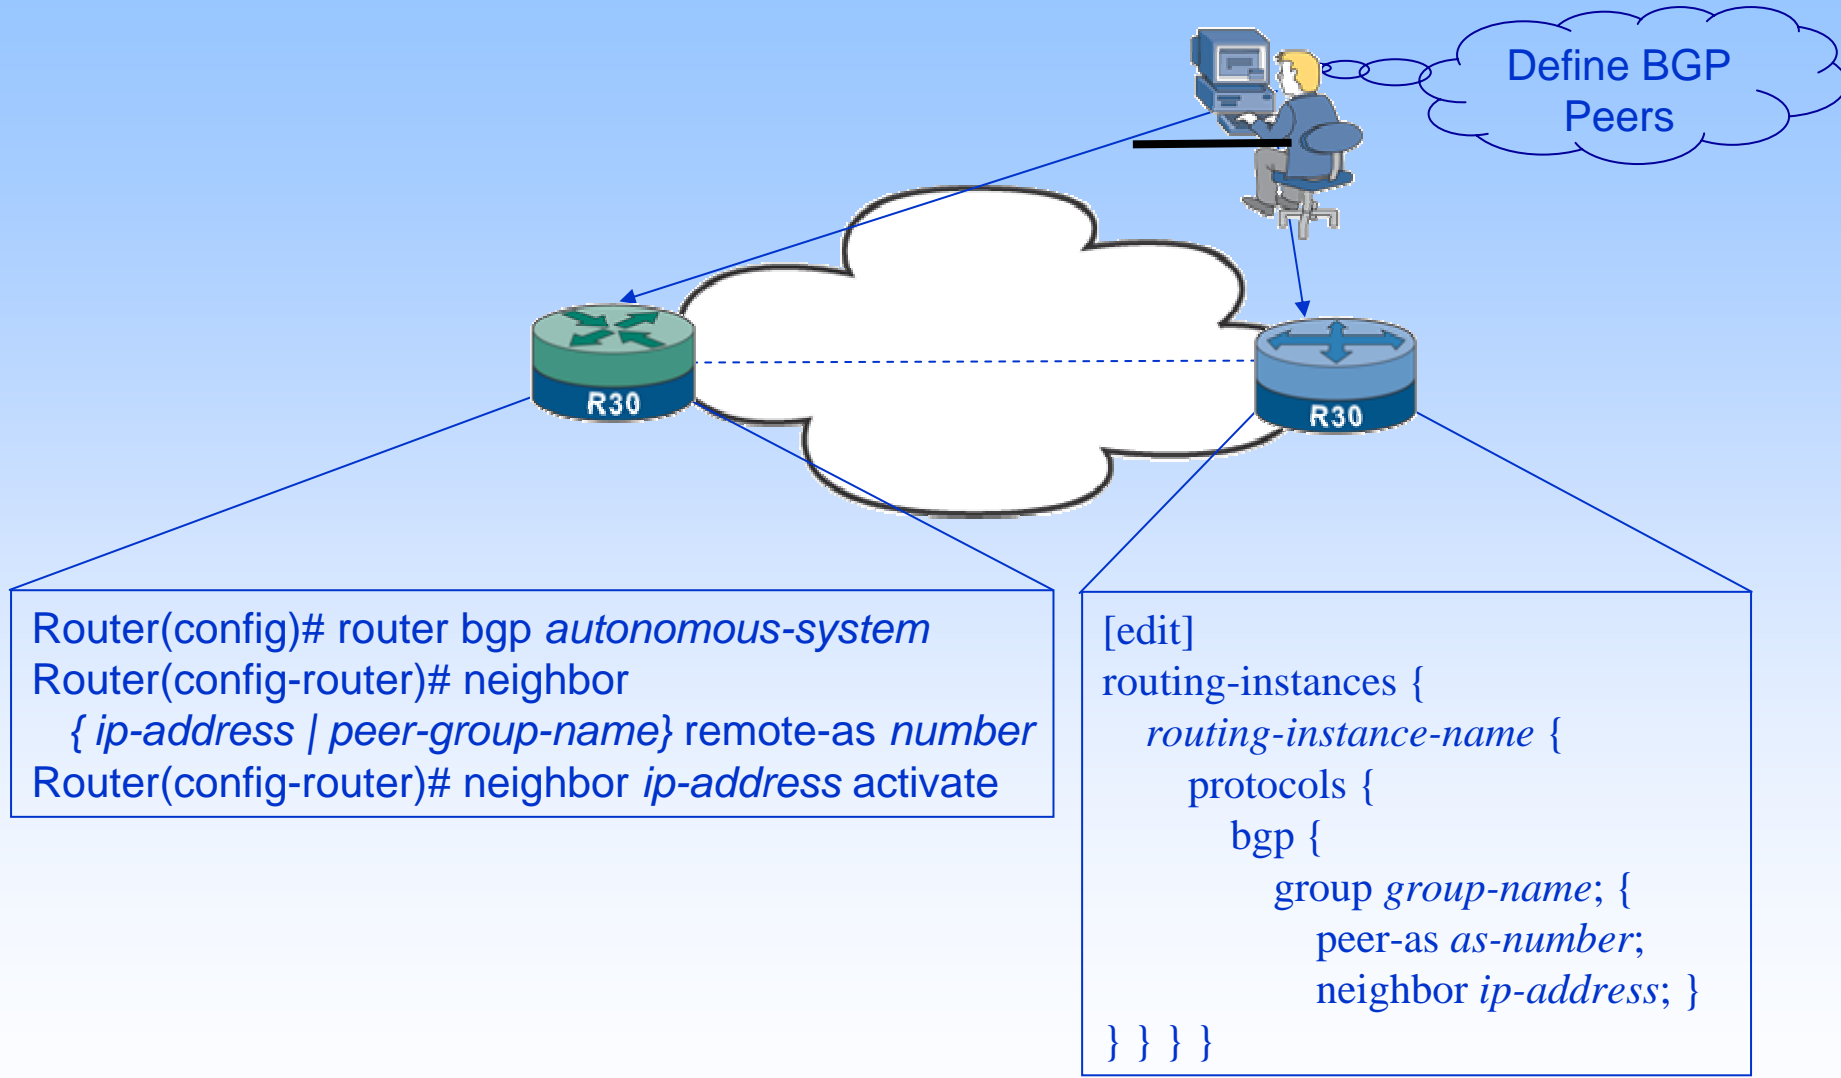 Define BGP
Peers
R30
R30
Router(config)# router bgp autonomous-system
Router(config-router)# neighbor
{ ip-address | peer-group-name} remote-as number
Router(config-router)# neighbor ip-address activate
[edit]
routing-instances {
routing-instance-name {
protocols {
bgp {
group group-name; {
peer-as as-number;
neighbor ip-address; }
} } } }